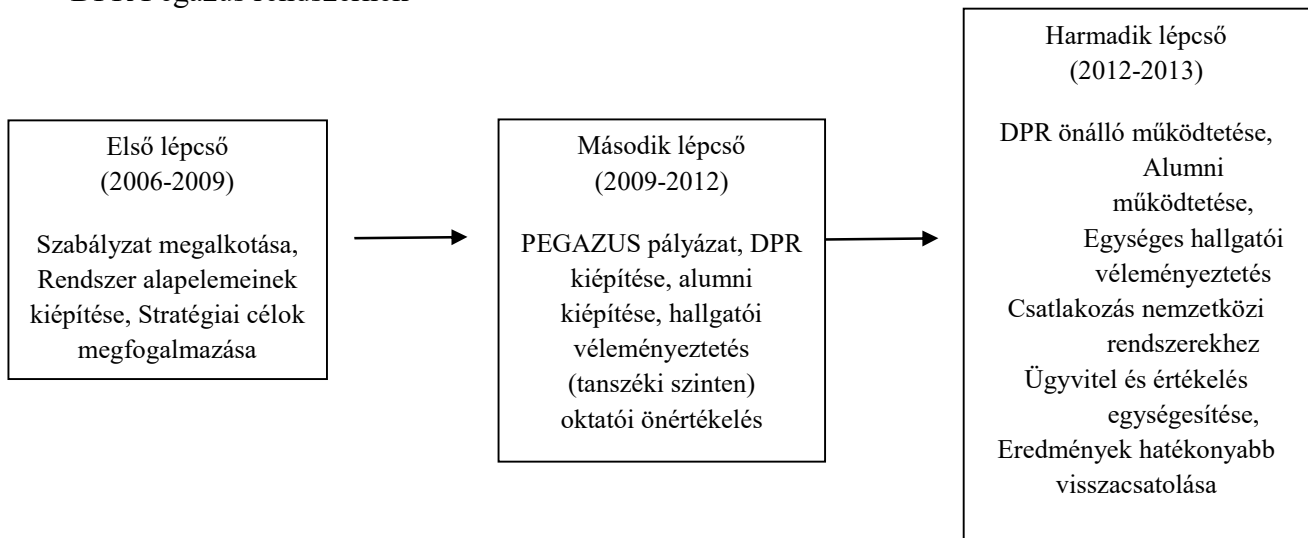 Első lépcső
(2006-2009)
Szabályzat megalkotása,
Rendszer alapelemeinek
kiépítése, Stratégiai célok
megfogalmazása
Második lépcső
(2009-2012)
PEGAZUS pályázat, DPR
kiépítése, alumni
kiépítése, hallgatói
véleményeztetés
(tanszéki szinten)
oktatói önértékelés
Harmadik lépcső
(2012-2013)
DPR önálló működtetése,
Alumni
működtetése,
Egységes hallgatói
véleményeztetés
Csatlakozás nemzetközi
rendszerekhez
Ügyvitel és értékelés
egységesítése,
Eredmények hatékonyabb
visszacsatolása